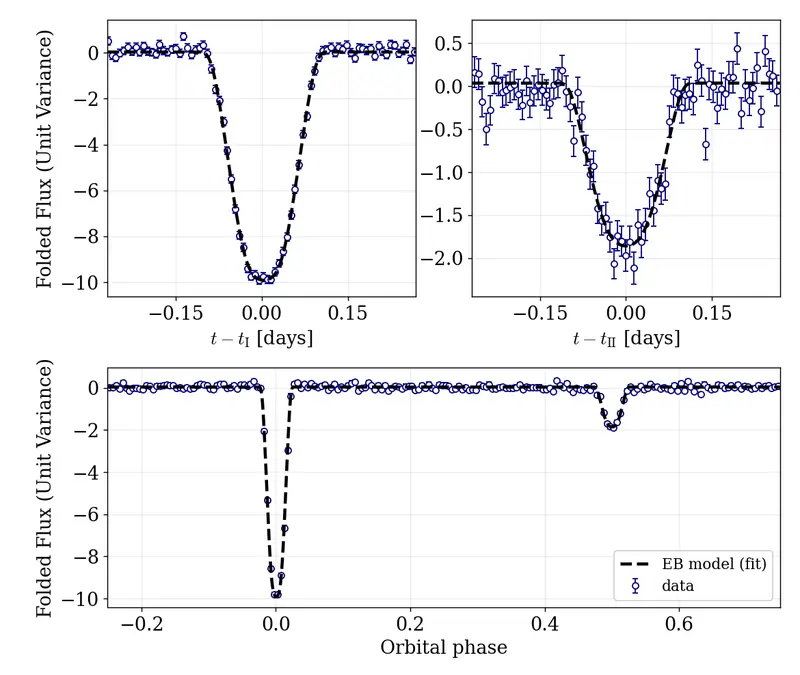 Folded Flux (Unit Variance)
0
−2
−4
−6
−8
−10
−0.15 0.00 0.15
t − tI [days]
0.5
0.0
−0.5
−1.0
−1.5
−2.0
−0.15 0.00 0.15
t − tII [days]
Folded Flux (Unit Variance)
0
−2
−4
−6
−8
−10
EB model (fit)
data
−0.2 0.0 0.2 0.4 0.6
Orbital phase